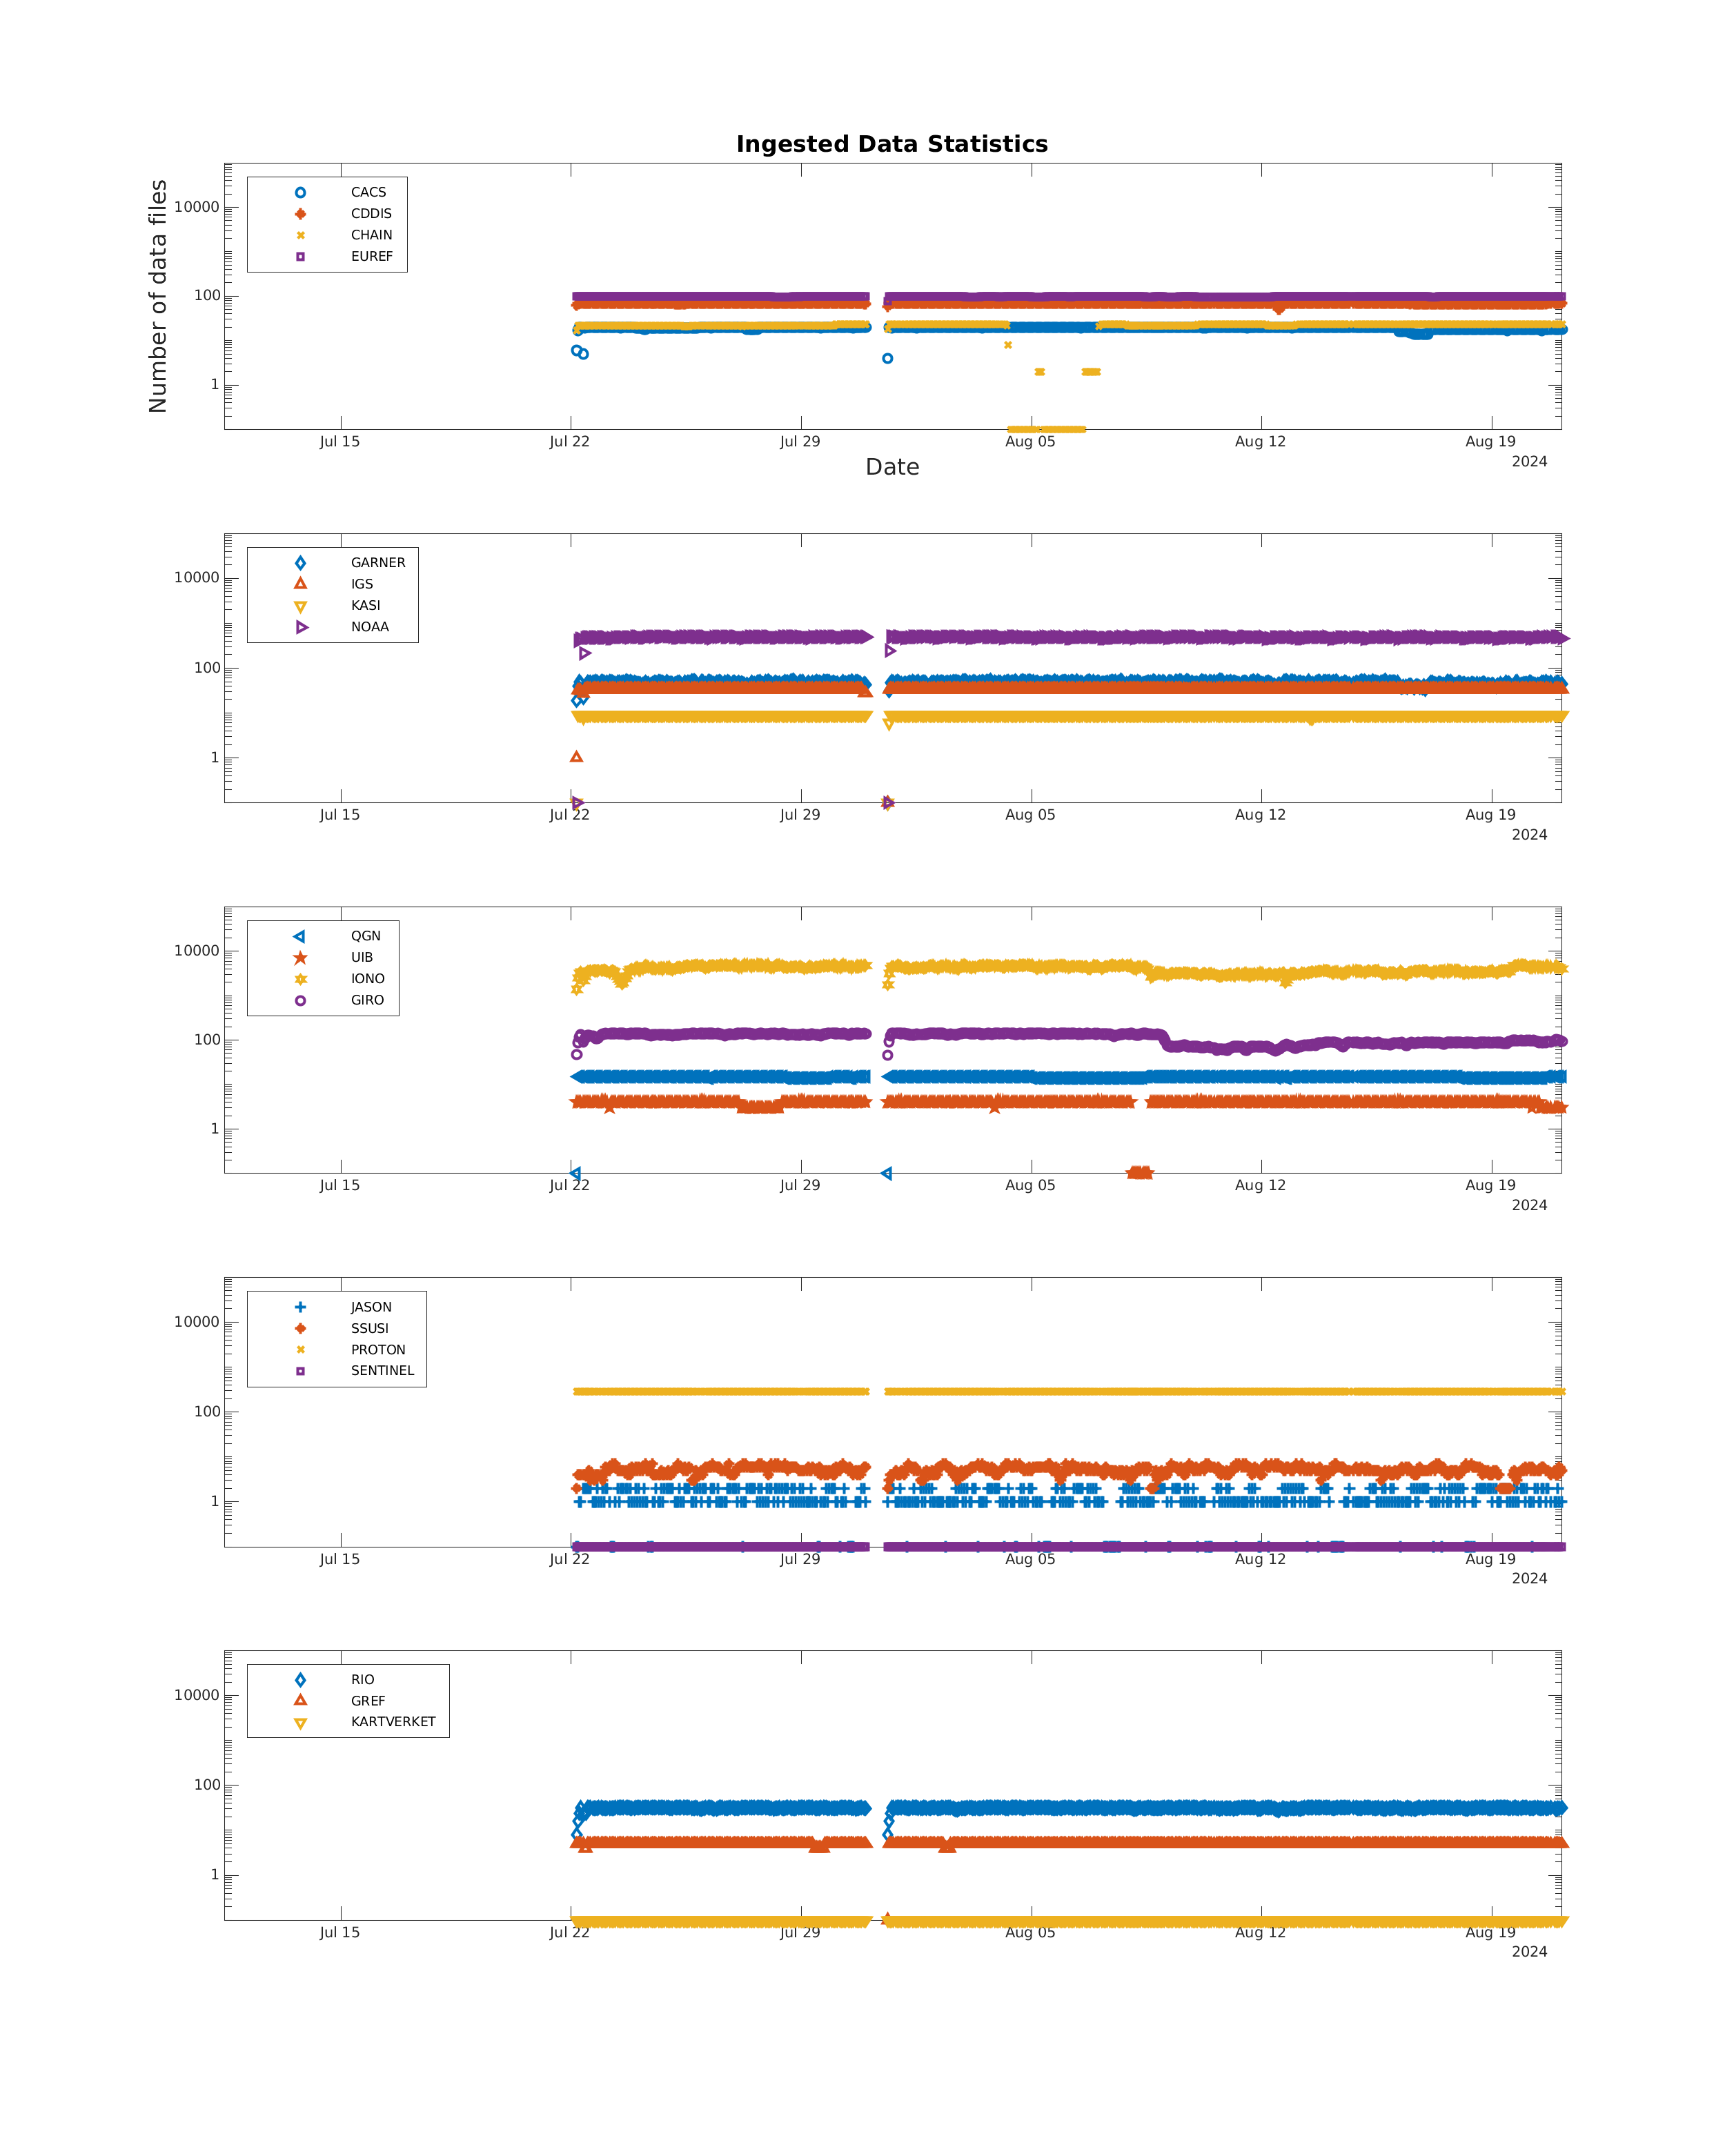 Ingested Data Statistics
Number of data files
CACS
CDDIS
CHAIN
EUREF
10000
100
1
Jul 15 Jul 22 Jul 29 Aug 05 Aug 12 Aug 19
2024
Date
GARNER
IGS
KASI
NOAA
10000
100
1
Jul 15 Jul 22 Jul 29 Aug 05 Aug 12 Aug 19
2024
QGN
UIB
IONO
GIRO
10000
100
1
Jul 15 Jul 22 Jul 29 Aug 05 Aug 12 Aug 19
2024
JASON
SSUSI
PROTON
SENTINEL
10000
100
1
Jul 15 Jul 22 Jul 29 Aug 05 Aug 12 Aug 19
2024
RIO
GREF
KARTVERKET
10000
100
1
Jul 15 Jul 22 Jul 29 Aug 05 Aug 12 Aug 19
2024